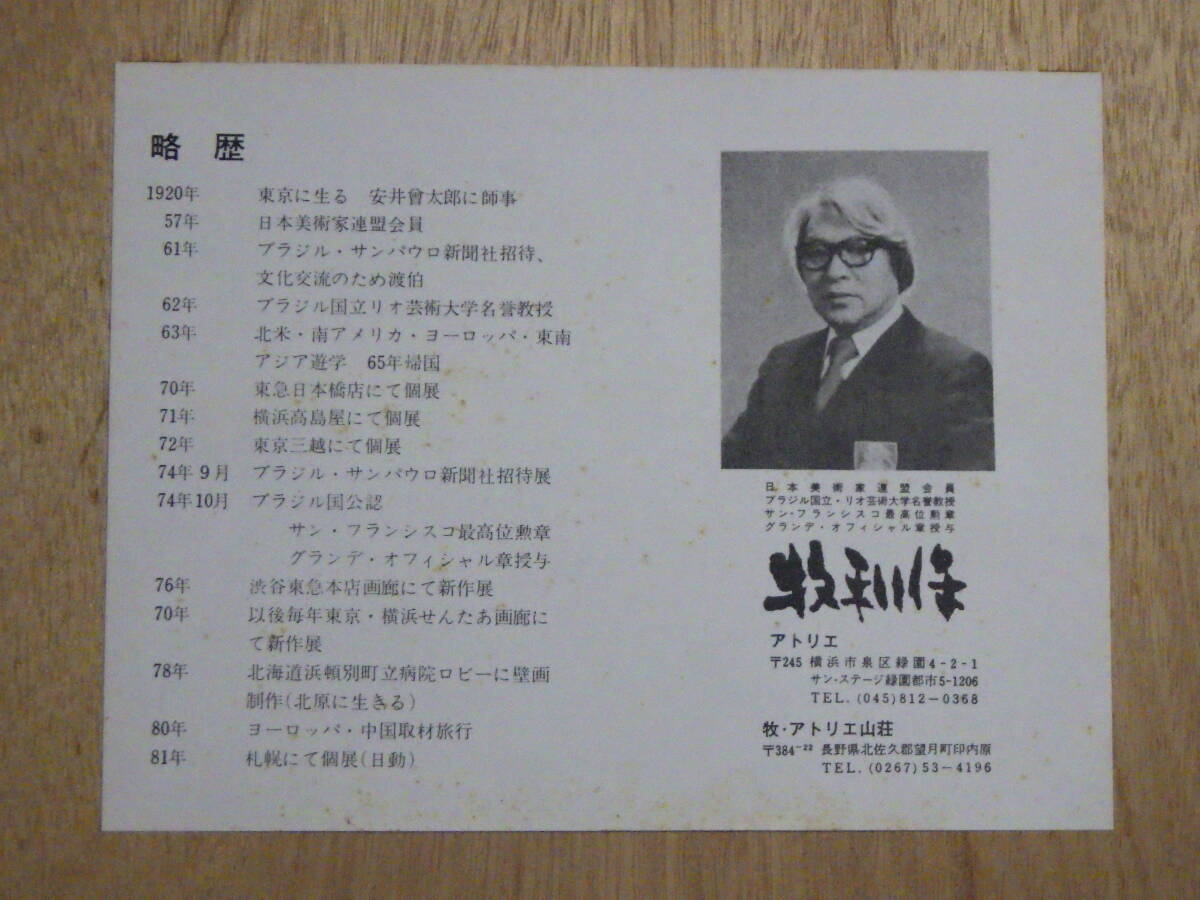 略 歴
1920年 東京に生る 安井曾太郎に師事
57年 日本美術家連盟会員
61年 ブラジル・サンパウロ新聞社招待、
文化交流のため渡伯
62年 ブラジル国立リオ芸術大学名誉教授
63年 北米・南アメリカ・ヨーロッパ・東南
アジア遊学 65年帰国
70年 東急日本橋店にて個展
71年 横浜高島屋にて個展
72年 東京三越にて個展
74年9月 ブラジル・サンパウロ新聞社招待展
74年10月 ブラジル国公認
サン・フランシスコ最高位勲章
グランデ・オフィシャル章授与
76年 渋谷東急本店画廊にて新作展
70年 以後毎年東京・横浜せんたあ画廊に
て新作展
78年 北海道浜頓別町立病院ロビーに壁画
制作(北原に生きる)
80年 ヨーロッパ・中国取材旅行
81年 札幌にて個展(日動)
日本美術家連盟会員
ブラジル国立・リオ芸術大学名誉教授
サン・フランシスコ最高位勲章
グランデ・オフィシャル章授与
牧利保
アトリエ
〒245 横浜市泉区緑園4-2-1
サン・ステージ緑園都市5-1206
TEL.(045)812-0368
牧・アトリエ山荘
〒384-22 長野県北佐久郡望月町印内原
TEL.(0267)53-4196